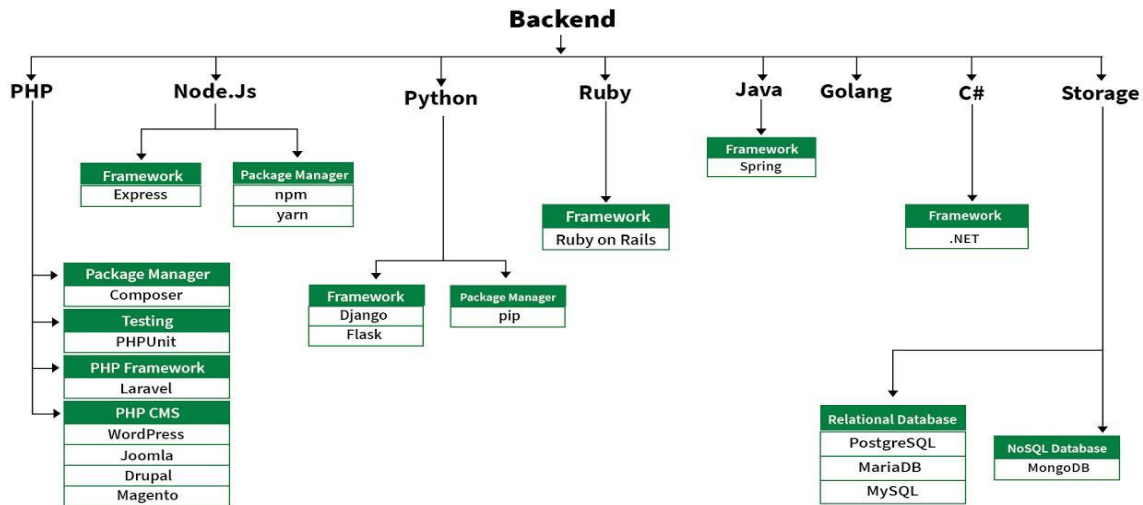 Backend
PHP
Node.Js
Python
Ruby
Java
Golang
C#
Storage
Framework
Express
Package Manager
npm
yarn
Framework
Spring
Framework
Ruby on Rails
Framework
.NET
Package Manager
Composer
Testing
PHPUnit
PHP Framework
Laravel
PHP CMS
WordPress
Joomla
Drupal
Magento
Framework
Django
Flask
Package Manager
pip
Relational Database
PostgreSQL
MariaDB
MySQL
NoSQL Database
MongoDB